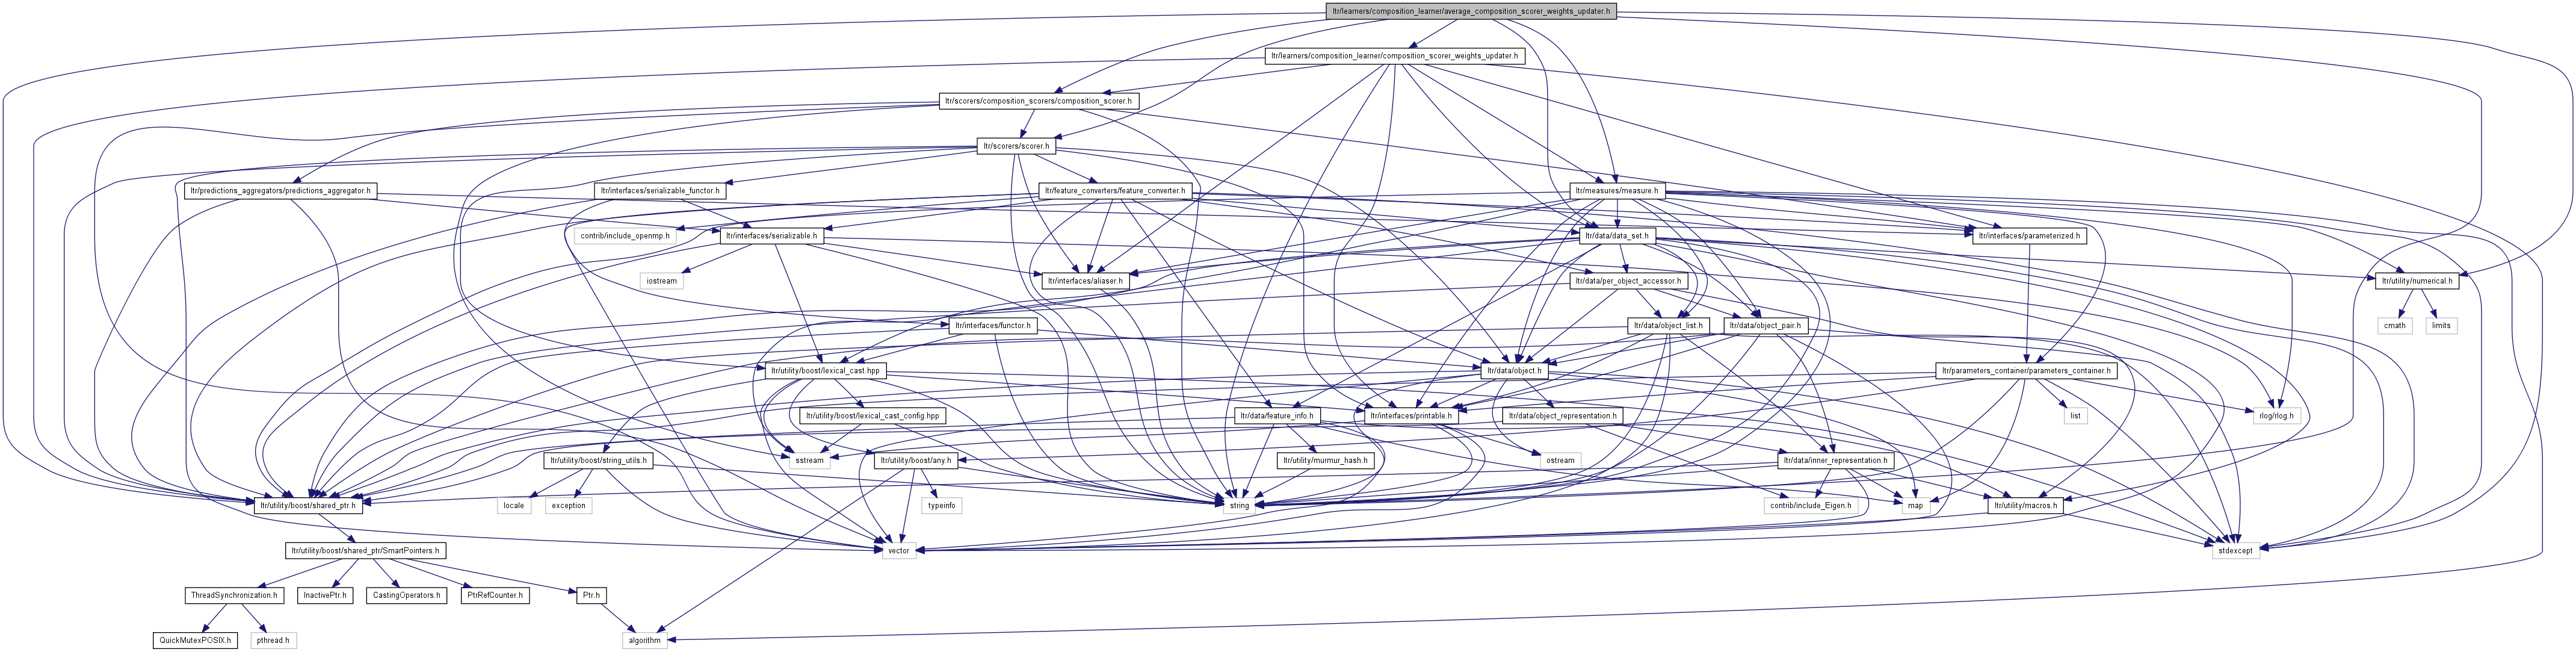 ltr/learners/composition_learner/average_composition_scorer_weights_updater.h
ltr/learners/composition_learner/composition_scorer_weights_updater.h
ltr/scorers/composition_scorers/composition_scorer.h
ltr/scorers/scorer.h
ltr/predictions_aggregators/predictions_aggregator.h
ltr/interfaces/serializable_functor.h
ltr/feature_converters/feature_converter.h
ltr/measures/measure.h
contrib/include_openmp.h
ltr/interfaces/serializable.h
ltr/data/data_set.h
ltr/interfaces/parameterized.h
iostream
ltr/interfaces/aliaser.h
ltr/data/per_object_accessor.h
ltr/utility/numerical.h
ltr/interfaces/functor.h
ltr/data/object_list.h
ltr/data/object_pair.h
cmath
limits
ltr/utility/boost/lexical_cast.hpp
ltr/data/object.h
ltr/parameters_container/parameters_container.h
ltr/utility/boost/lexical_cast_config.hpp
ltr/data/feature_info.h
ltr/interfaces/printable.h
ltr/data/object_representation.h
list
rlog/rlog.h
ltr/utility/boost/string_utils.h
sstream
ltr/utility/boost/any.h
ltr/utility/murmur_hash.h
ostream
ltr/data/inner_representation.h
ltr/utility/boost/shared_ptr.h
locale
exception
typeinfo
string
contrib/include_Eigen.h
map
ltr/utility/macros.h
ltr/utility/boost/shared_ptr/SmartPointers.h
vector
stdexcept
ThreadSynchronization.h
InactivePtr.h
CastingOperators.h
PtrRefCounter.h
Ptr.h
QuickMutexPOSIX.h
pthread.h
algorithm